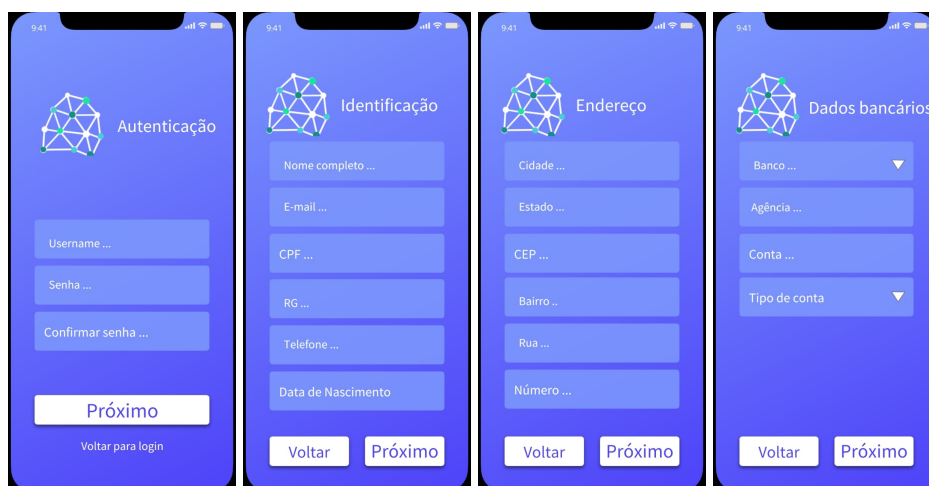 9:41
Autenticação
Username ...
Senha ...
Confirmar senha ...
Próximo
Voltar para login
9:41
Identificação
Nome completo ...
E-mail ...
CPF ...
RG ...
Telefone ...
Data de Nascimento
Voltar
Próximo
9:41
Endereço
Cidade ...
Estado ...
CEP ...
Bairro ..
Rua ...
Número ...
Voltar
Próximo
9:41
Dados bancários
Banco ...
Agência ...
Conta ...
Tipo de conta
Voltar
Próximo